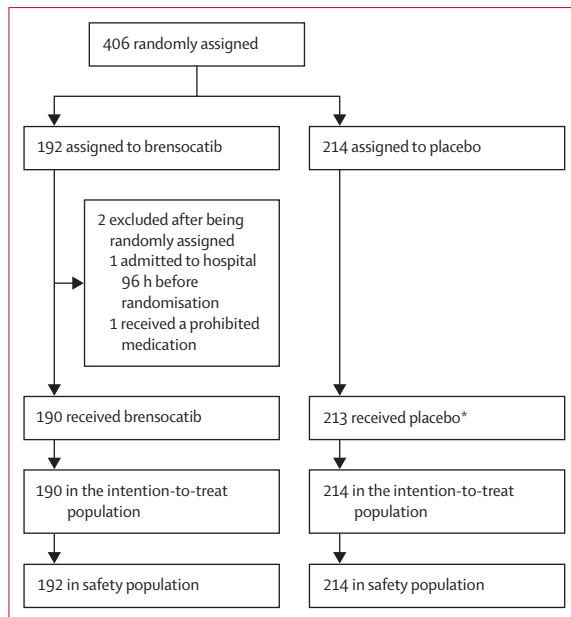 406 randomly assigned
192 assigned to brensocatib
214 assigned to placebo
2 excluded after being
randomly assigned
1 admitted to hospital
96 h before
randomisation
1 received a prohibited
medication
190 received brensocatib
213 received placebo*
190 in the intention-to-treat
population
214 in the intention-to-treat
population
192 in safety population
214 in safety population